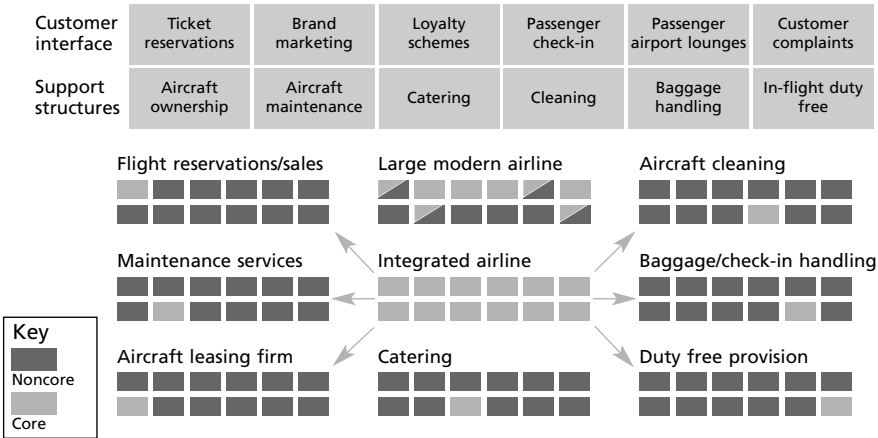 Customer interface
Ticket reservations
Brand marketing
Loyalty schemes
Passenger check-in
Passenger airport lounges
Customer complaints
Support structures
Aircraft ownership
Aircraft maintenance
Catering
Cleaning
Baggage handling
In-flight duty free
Flight reservations/sales
Large modern airline
Aircraft cleaning
Maintenance services
Integrated airline
Baggage/check-in handling
Key
Noncore
Core
Aircraft leasing firm
Catering
Duty free provision